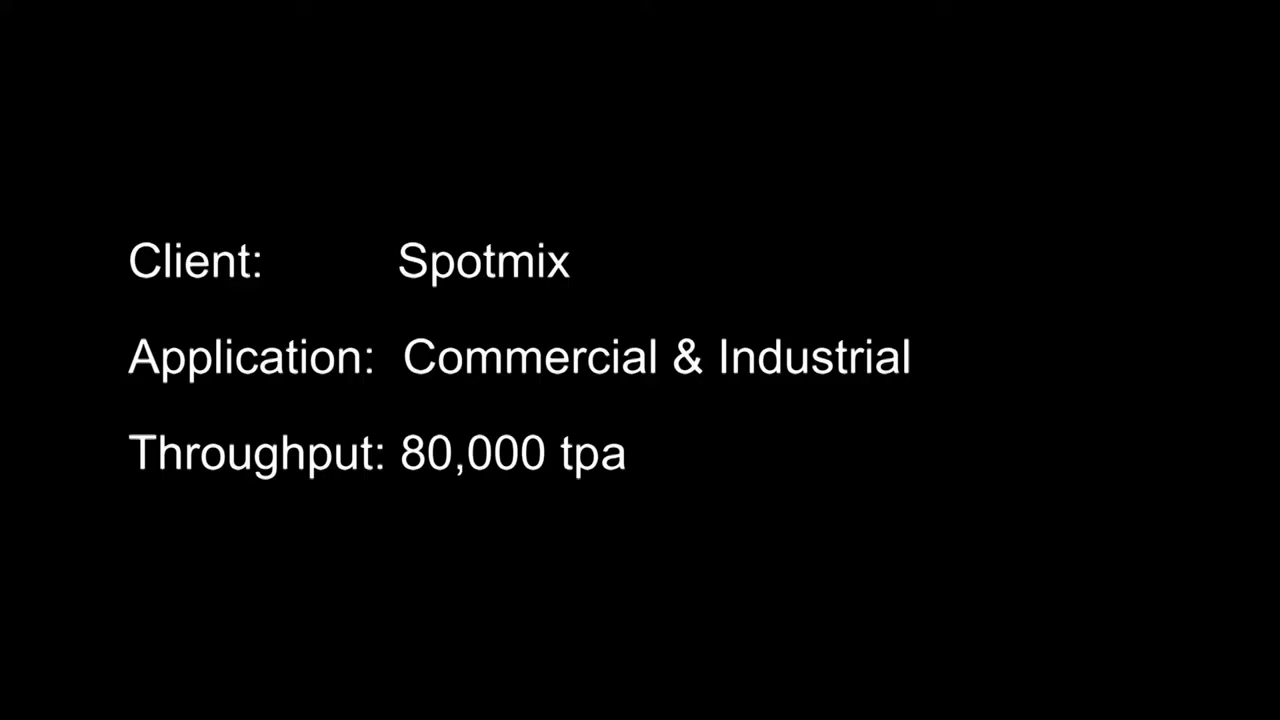 Client: Spotmix
Application: Commercial & Industrial
Throughput: 80,000 tpa